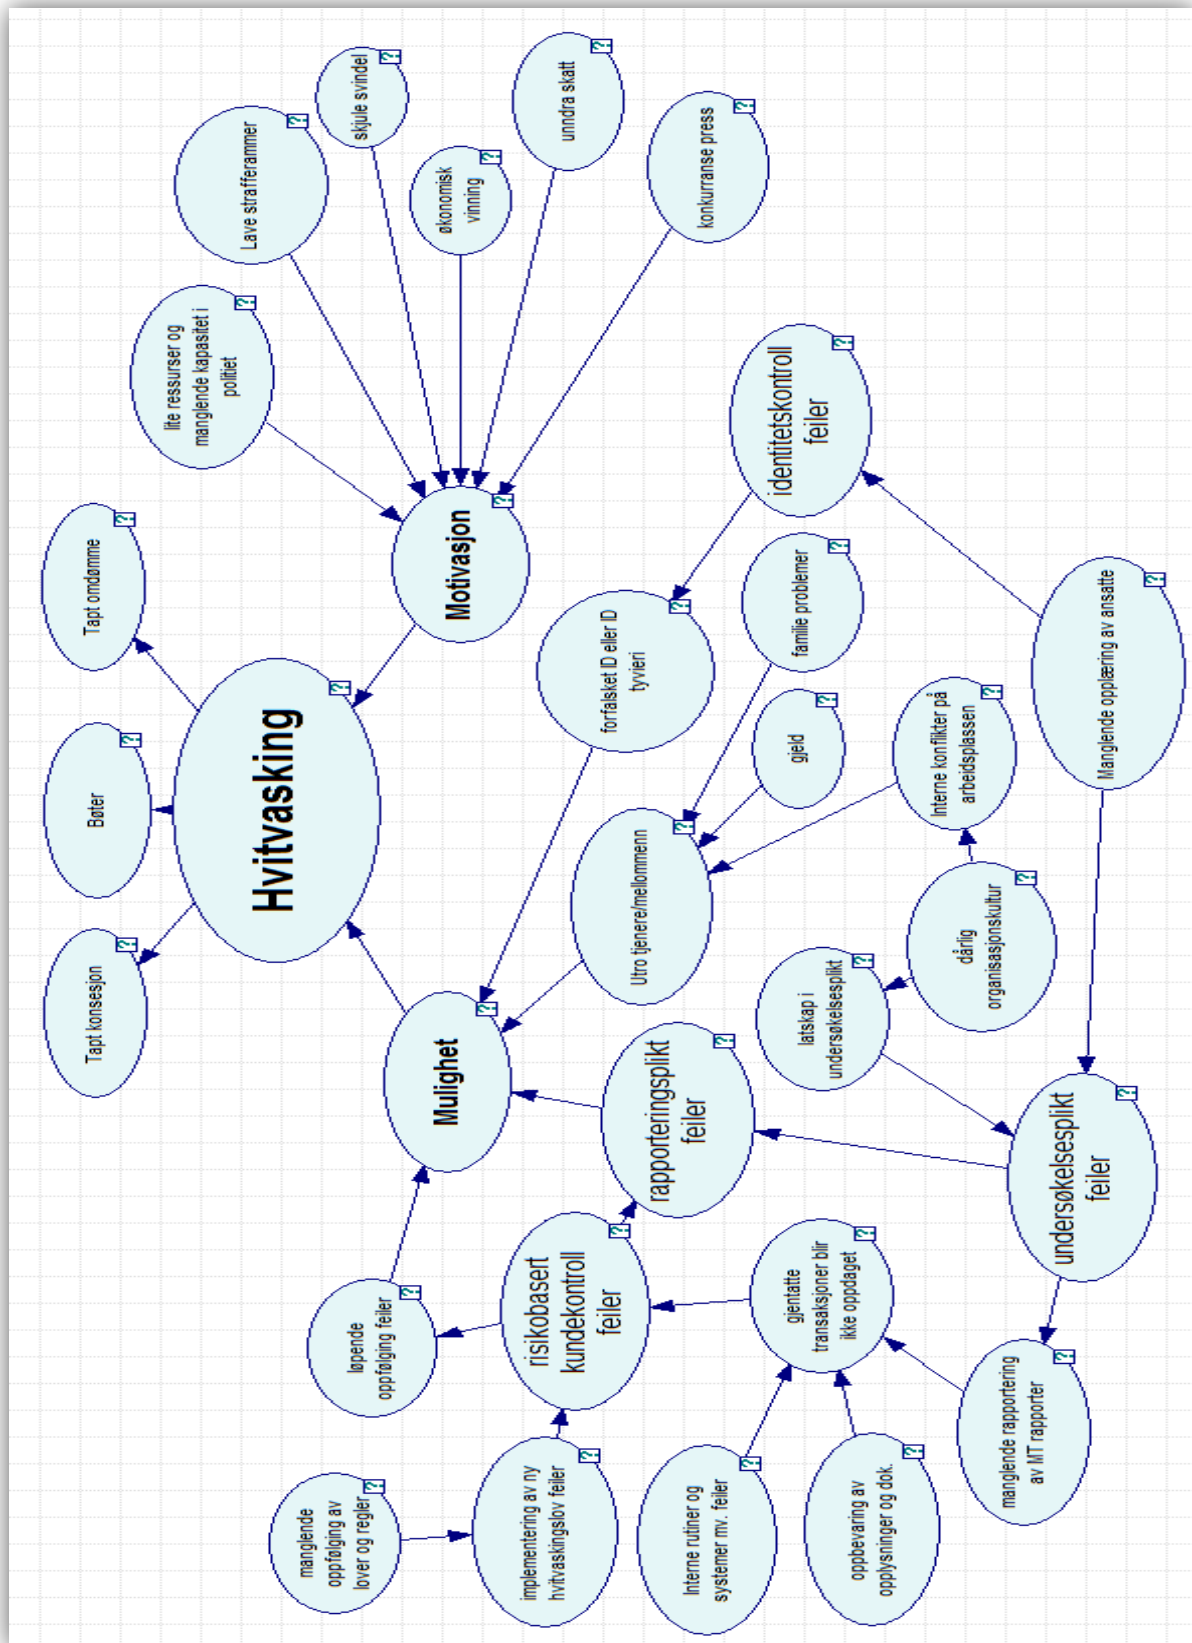 Tapt konsesjon
Bøter
Tapt omdømme
Hvitvasking
lite ressurser og
manglende kapasitet i
politiet
Lave strafferammer
skjule svindel
økonomisk
vinning
unndra skatt
konkurranse press
Motivasjon
Mulighet
manglende
oppfølging av
lover og regler
løpende
oppfølging feiler
implementering av ny
hvitvaskingslov feiler
risikobasert
kundekontroll
feiler
rapporteringsplikt
feiler
Utro tjenere/mellommenn
forfalsket ID eller ID
tyvieri
gjeld
familie problemer
identitetskontroll
feiler
Interne rutiner og
systemer mv. feiler
gjentatte
transaksjoner blir
ikke oppdaget
latskap i
undersøkelsesplikt
oppbevaring av
opplysninger og dok.
dårlig
organisasjonskultur
Interne konflikter på
arbeidsplassen
manglende rapportering
av MT rapporter
undersøkelsesplikt
feiler
Manglende opplæring av ansatte